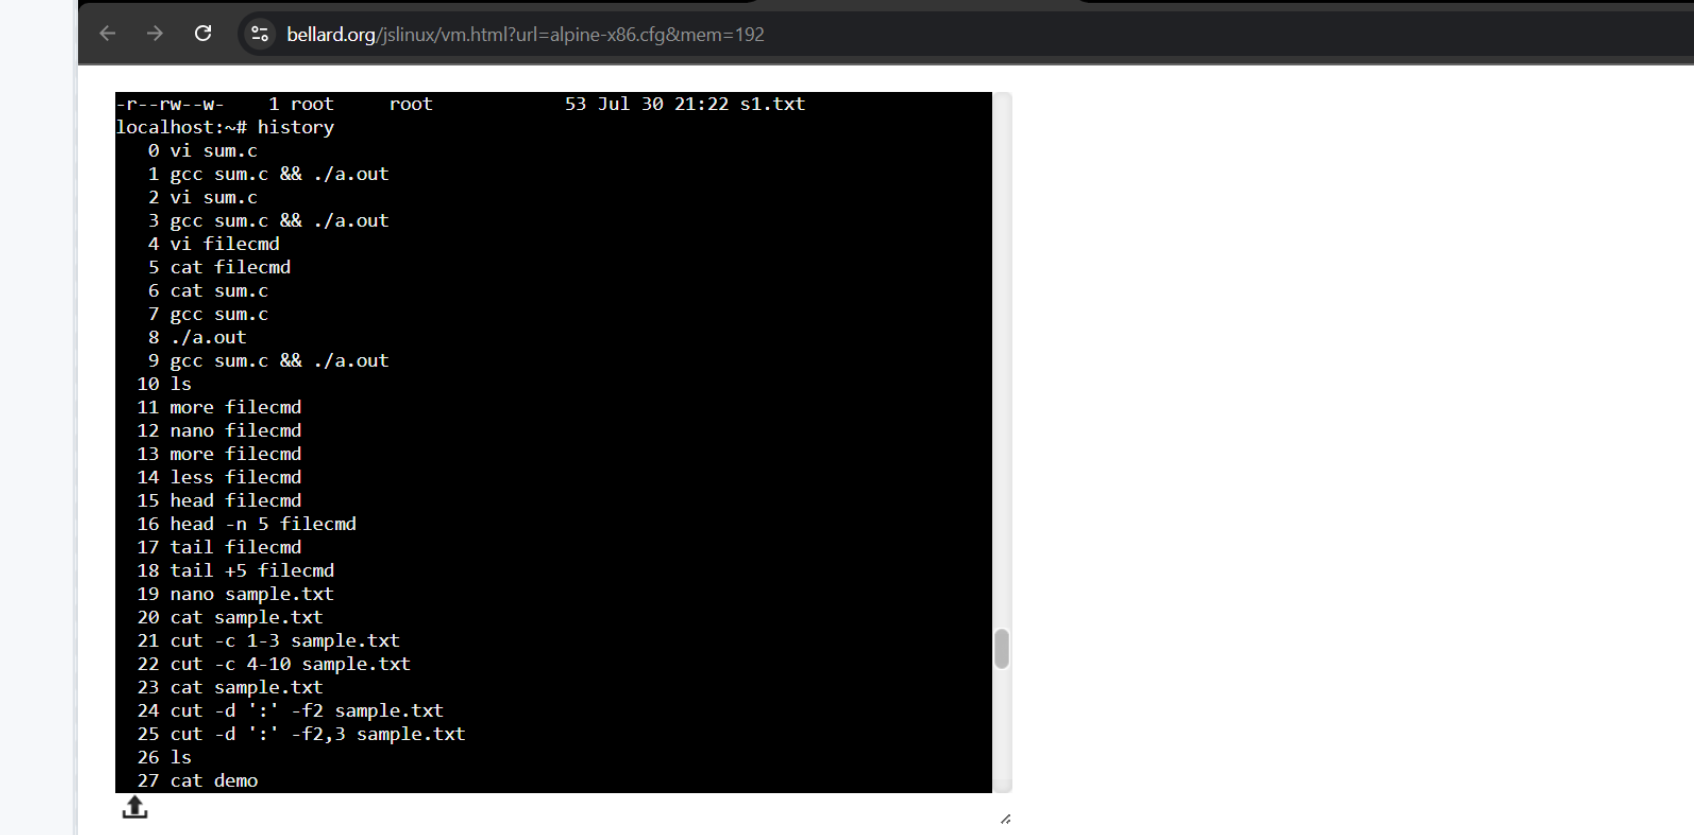 bellard.org/jslinux/vm.html?url=alpine-x86.cfg&mem=192
-r--rw--w-    1 root     root            53 Jul 30 21:22 s1.txt
localhost:~# history
   0 vi sum.c
   1 gcc sum.c && ./a.out
   2 vi sum.c
   3 gcc sum.c && ./a.out
   4 vi filecmd
   5 cat filecmd
   6 cat sum.c
   7 gcc sum.c
   8 ./a.out
   9 gcc sum.c && ./a.out
  10 ls
  11 more filecmd
  12 nano filecmd
  13 more filecmd
  14 less filecmd
  15 head filecmd
  16 head -n 5 filecmd
  17 tail filecmd
  18 tail +5 filecmd
  19 nano sample.txt
  20 cat sample.txt
  21 cut -c 1-3 sample.txt
  22 cut -c 4-10 sample.txt
  23 cat sample.txt
  24 cut -d ':' -f2 sample.txt
  25 cut -d ':' -f2,3 sample.txt
  26 ls
  27 cat demo